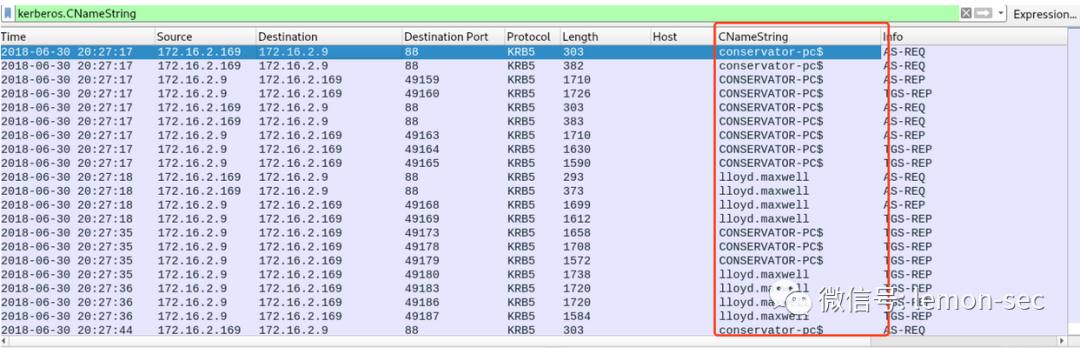 kerberos.CNameString Expression...
Time Source Destination Destination Port Protocol Length Host CNameString Info
2018-06-30 20:27:17 172.16.2.169 172.16.2.9 88 KRB5 303 conservator-pc$ AS-REQ
2018-06-30 20:27:17 172.16.2.169 172.16.2.9 88 KRB5 382 conservator-pc$ AS-REQ
2018-06-30 20:27:17 172.16.2.9 172.16.2.169 49159 KRB5 1710 CONSERVATOR-PC$ AS-REP
2018-06-30 20:27:17 172.16.2.9 172.16.2.169 49160 KRB5 1726 CONSERVATOR-PC$ TGS-REP
2018-06-30 20:27:17 172.16.2.169 172.16.2.9 88 KRB5 303 CONSERVATOR-PC$ AS-REQ
2018-06-30 20:27:17 172.16.2.169 172.16.2.9 88 KRB5 383 CONSERVATOR-PC$ AS-REQ
2018-06-30 20:27:17 172.16.2.9 172.16.2.169 49163 KRB5 1710 CONSERVATOR-PC$ AS-REP
2018-06-30 20:27:17 172.16.2.9 172.16.2.169 49164 KRB5 1630 CONSERVATOR-PC$ TGS-REP
2018-06-30 20:27:17 172.16.2.9 172.16.2.169 49165 KRB5 1590 CONSERVATOR-PC$ TGS-REP
2018-06-30 20:27:18 172.16.2.169 172.16.2.9 88 KRB5 293 lloyd.maxwell AS-REQ
2018-06-30 20:27:18 172.16.2.169 172.16.2.9 88 KRB5 373 lloyd.maxwell AS-REQ
2018-06-30 20:27:18 172.16.2.9 172.16.2.169 49168 KRB5 1699 lloyd.maxwell AS-REP
2018-06-30 20:27:18 172.16.2.9 172.16.2.169 49169 KRB5 1612 lloyd.maxwell TGS-REP
2018-06-30 20:27:35 172.16.2.9 172.16.2.169 49173 KRB5 1658 CONSERVATOR-PC$ TGS-REP
2018-06-30 20:27:35 172.16.2.9 172.16.2.169 49178 KRB5 1708 CONSERVATOR-PC$ TGS-REP
2018-06-30 20:27:35 172.16.2.9 172.16.2.169 49179 KRB5 1572 CONSERVATOR-PC$ TGS-REP
2018-06-30 20:27:35 172.16.2.9 172.16.2.169 49180 KRB5 1738 lloyd.maxwell TGS-REP
2018-06-30 20:27:36 172.16.2.9 172.16.2.169 49183 KRB5 1720 lloyd.maxwell TGS-REP
2018-06-30 20:27:36 172.16.2.9 172.16.2.169 49186 KRB5 1720 lloyd.maxwell TGS-REP
2018-06-30 20:27:36 172.16.2.9 172.16.2.169 49187 KRB5 1584 lloyd.maxwell TGS-REP
2018-06-30 20:27:44 172.16.2.169 172.16.2.9 88 KRB5 303 conservator-pc$ AS-REQ
微信号: lemon-sec